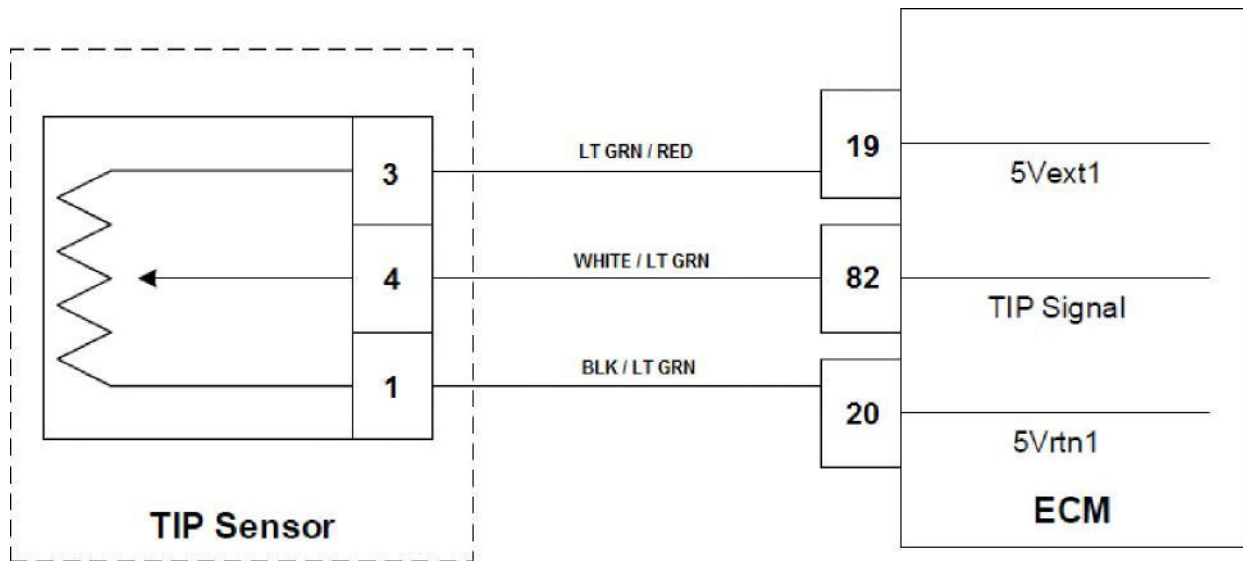 LT GRN / RED
3
19
5Vext1
WHITE / LT GRN
4
82
TIP Signal
BLK / LT GRN
1
20
5Vrtn1
TIP Sensor
ECM